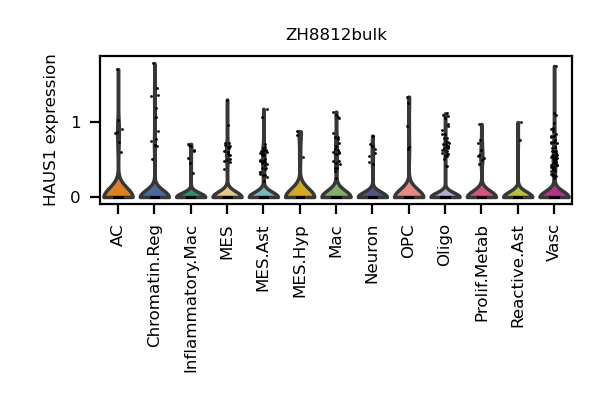 ZH8812bulk
HAUS1 expression
1
0
AC
Chromatin.Reg
Inflammatory.Mac
MES
MES.Ast
MES.Hyp
Mac
Neuron
OPC
Oligo
Prolif.Metab
Reactive.Ast
Vasc